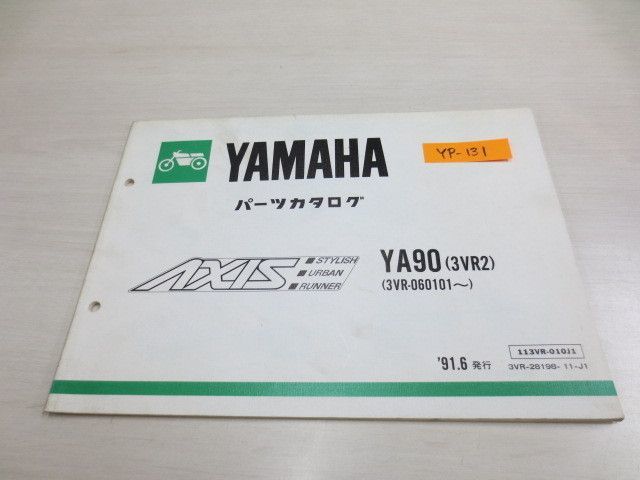 YAMAHA
YP-131
パーツカタログ
AXIS
■ STYLISH
■ URBAN
■ RUNNER
YA90 (3VR2)
(3VR-060101～)
'91.6 発行
113VR-010J1
3VR-28198-11-J1